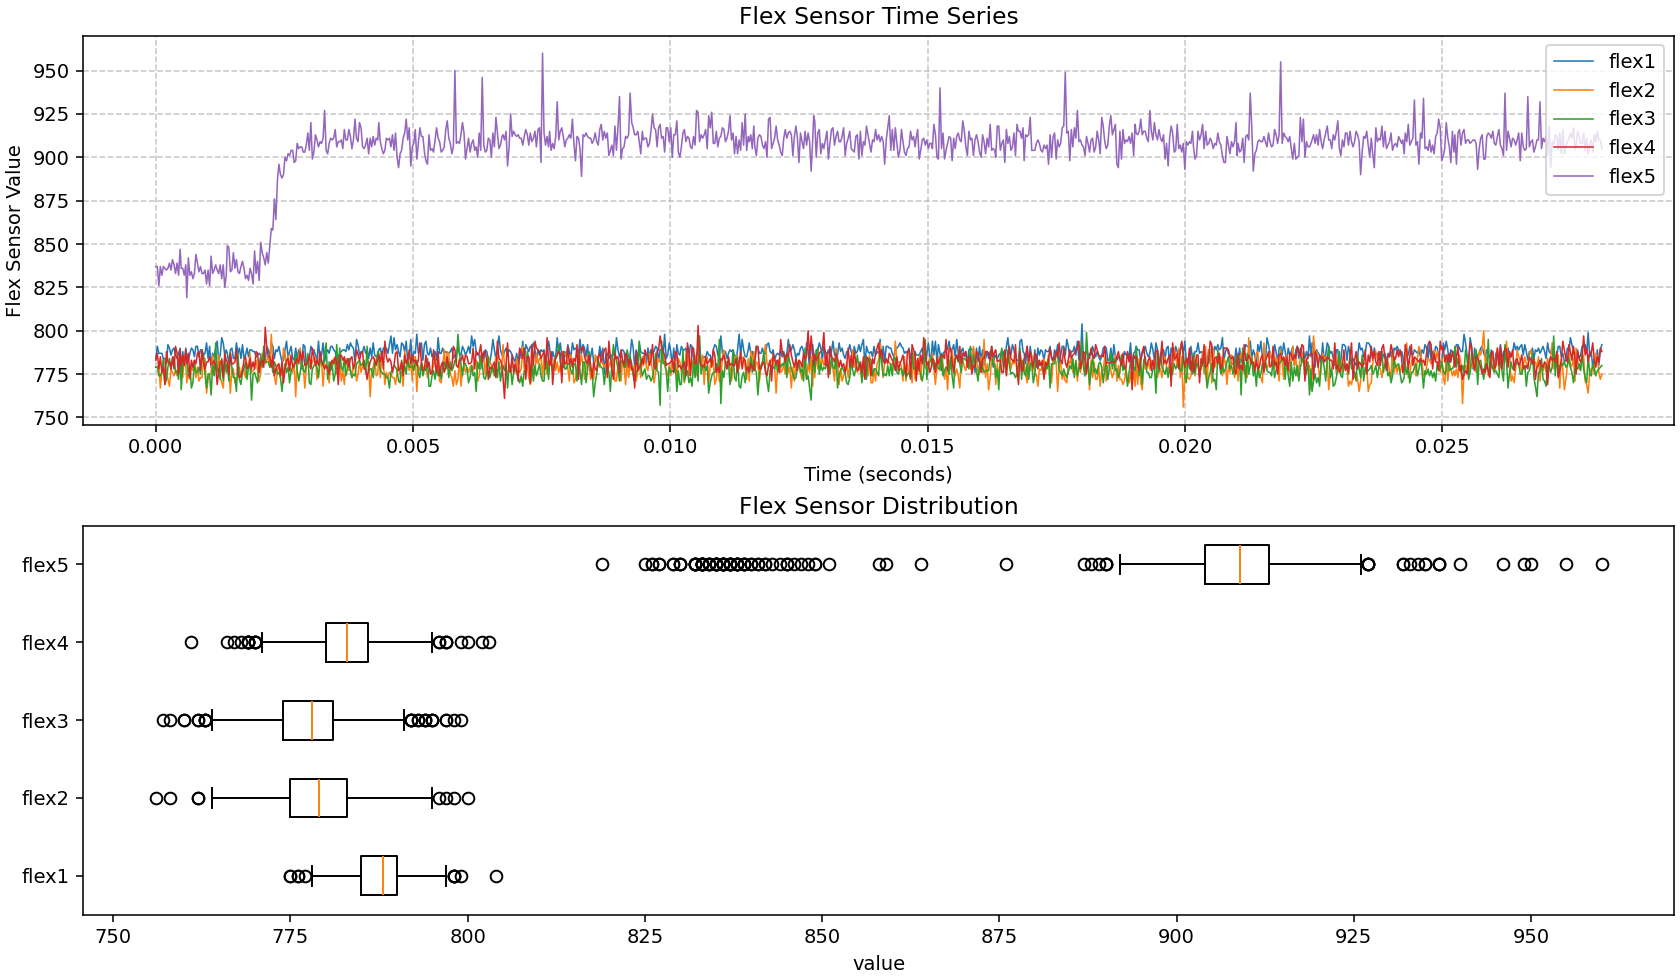 Flex Sensor Time Series
Flex Sensor Value
950
925
900
875
850
825
800
775
750
flex1
flex2
flex3
flex4
flex5
0.000 0.005 0.010 0.015 0.020 0.025
Time (seconds)
Flex Sensor Distribution
flex5
flex4
flex3
flex2
flex1
750 775 800 825 850 875 900 925 950
value